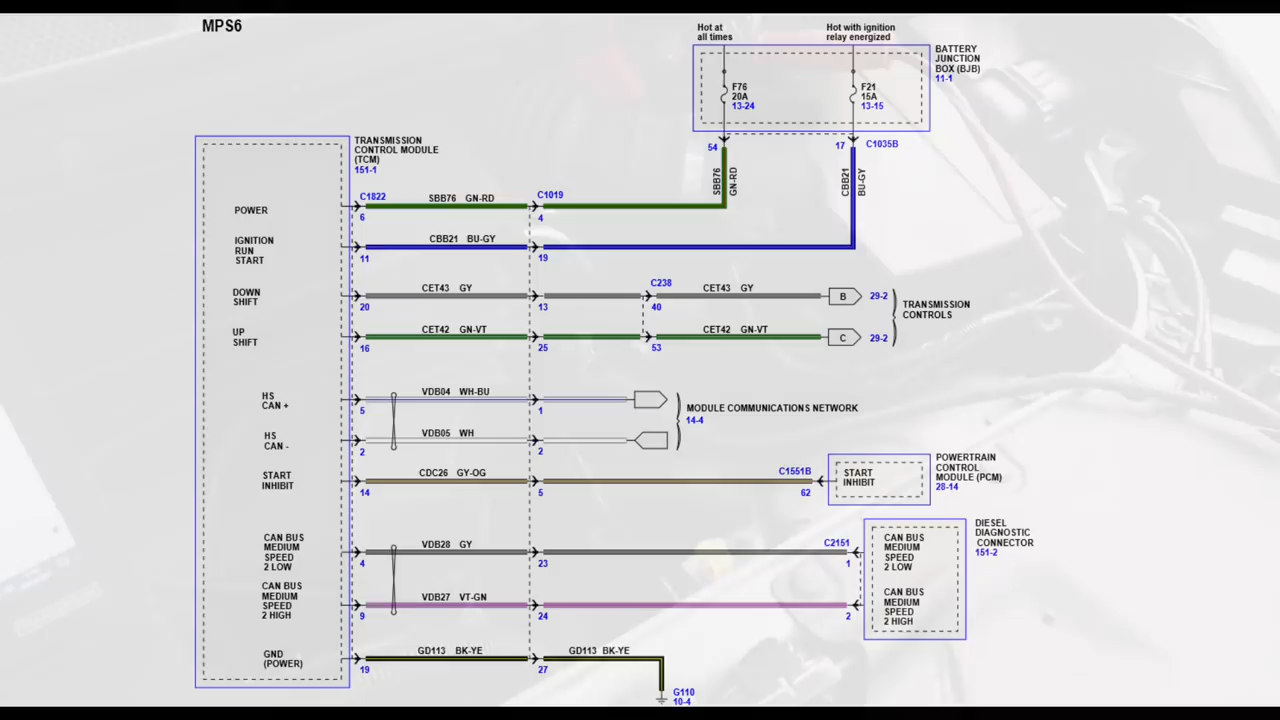 MPS6
Hot at
all times
Hot with ignition
relay energized
BATTERY
JUNCTION
BOX (BJB)
11-1
F76
20A
13-24
F21
15A
13-15
54
17
C1035B
SBB76
GN-RD
CBB21
BU-GY
TRANSMISSION
CONTROL MODULE
(TCM)
151-1
C1822
SBB76 GN-RD
C1019
POWER
6
4
IGNITION
RUN
START
CBB21 BU-GY
11
19
DOWN
SHIFT
CET43 GY
C238
CET43 GY
B
29-2
20
13
40
TRANSMISSION
CONTROLS
UP
SHIFT
CET42 GN-VT
CET42 GN-VT
C
29-2
16
25
53
HS
CAN +
VDB04 WH-BU
5
1
MODULE COMMUNICATIONS NETWORK
14-4
HS
CAN -
VDB05 WH
2
2
START
INHIBIT
CDC26 GY-OG
C1551B
START
INHIBIT
POWERTRAIN
CONTROL
MODULE (PCM)
28-14
14
5
62
CAN BUS
MEDIUM
SPEED
2 LOW
VDB28 GY
C2151
CAN BUS
MEDIUM
SPEED
2 LOW
DIESEL
DIAGNOSTIC
CONNECTOR
151-2
4
23
1
CAN BUS
MEDIUM
SPEED
2 HIGH
VDB27 VT-GN
CAN BUS
MEDIUM
SPEED
2 HIGH
9
24
2
GND
(POWER)
GD113 BK-YE
GD113 BK-YE
19
27
G110
10-4